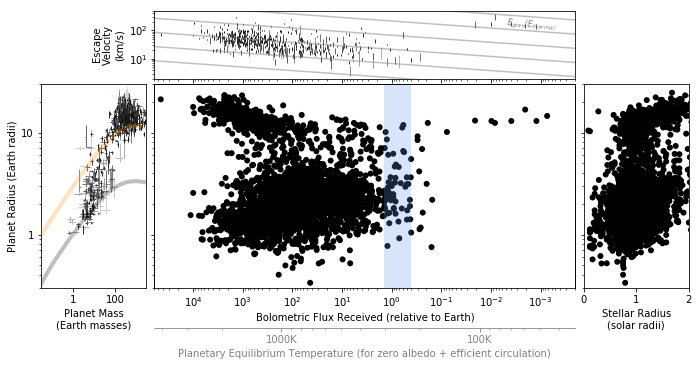 Escape
Velocity
(km/s)
10²
10¹
E_grav/E_thermal
Planet Radius (Earth radii)
10
1
1
100
Planet Mass
(Earth masses)
10⁴
10³
10²
10¹
10⁰
10⁻¹
10⁻²
10⁻³
Bolometric Flux Received (relative to Earth)
0
1
2
Stellar Radius
(solar radii)
1000K
100K
Planetary Equilibrium Temperature (for zero albedo + efficient circulation)